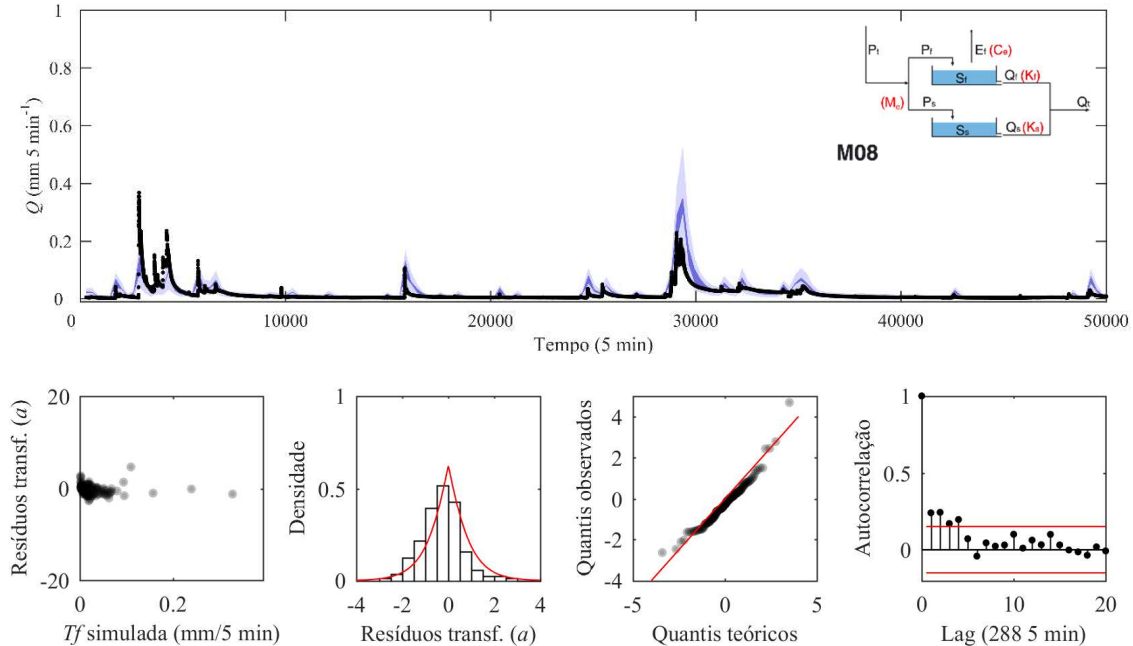 1
0.8
0.6
0.4
0.2
0
Q (mm 5 min⁻¹)
0
10000
20000
30000
40000
50000
Tempo (5 min)
Pt
Pf
Ef (Ce)
Sf
Qf (Kf)
(Me)
Ps
Ss
Qs (Ks)
Qt
M08
20
0
-20
Resíduos transf. (a)
0
0.2
Tf simulada (mm/5 min)
1
0.5
0
Densidade
-4
-2
0
2
4
Resíduos transf. (a)
4
2
0
-2
-4
Quantis observados
-5
0
5
Quantis teóricos
1
0.5
0
Autocorrelação
0
10
20
Lag (288 5 min)